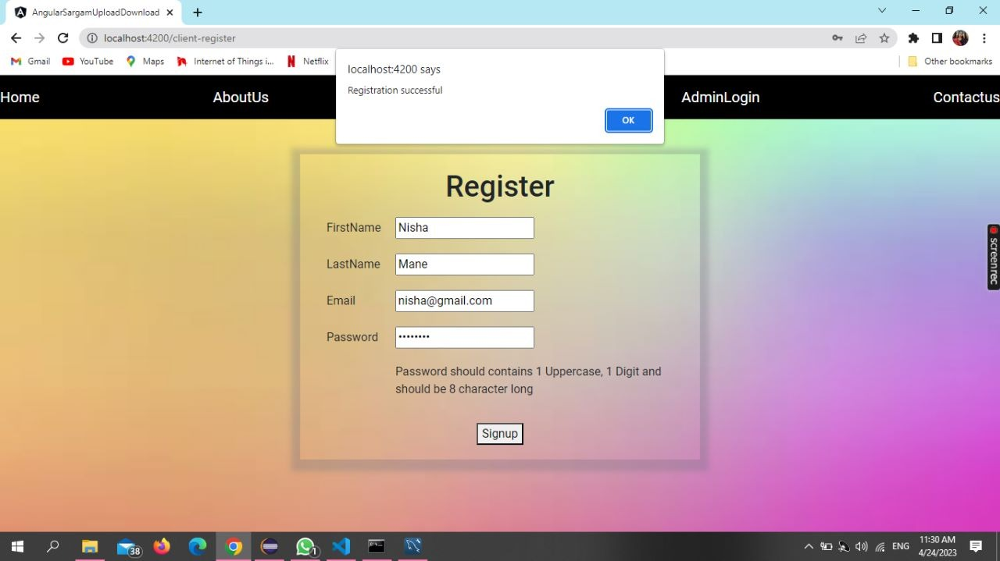 AngularSargamUploadDownload
localhost:4200/client-register
Gmail
YouTube
Maps
Internet of Things i...
Netflix
Other bookmarks
localhost:4200 says
Registration successful
OK
Home
AboutUs
AdminLogin
Contactus
Register
FirstName
Nisha
LastName
Mane
Email
nisha@gmail.com
Password
••••••••
Password should contains 1 Uppercase, 1 Digit and
should be 8 character long
Signup
screenrec
38
1
ENG
11:30 AM
4/24/2023